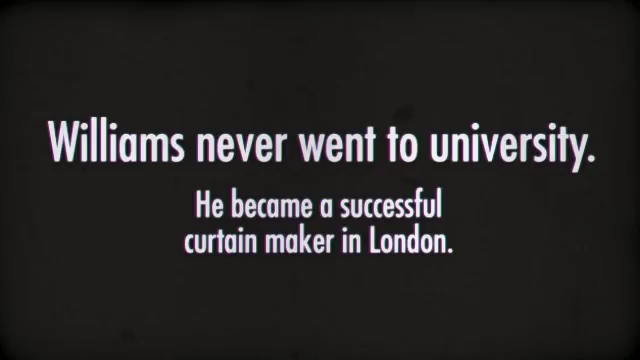 Williams never went to university.
He became a successful
curtain maker in London.